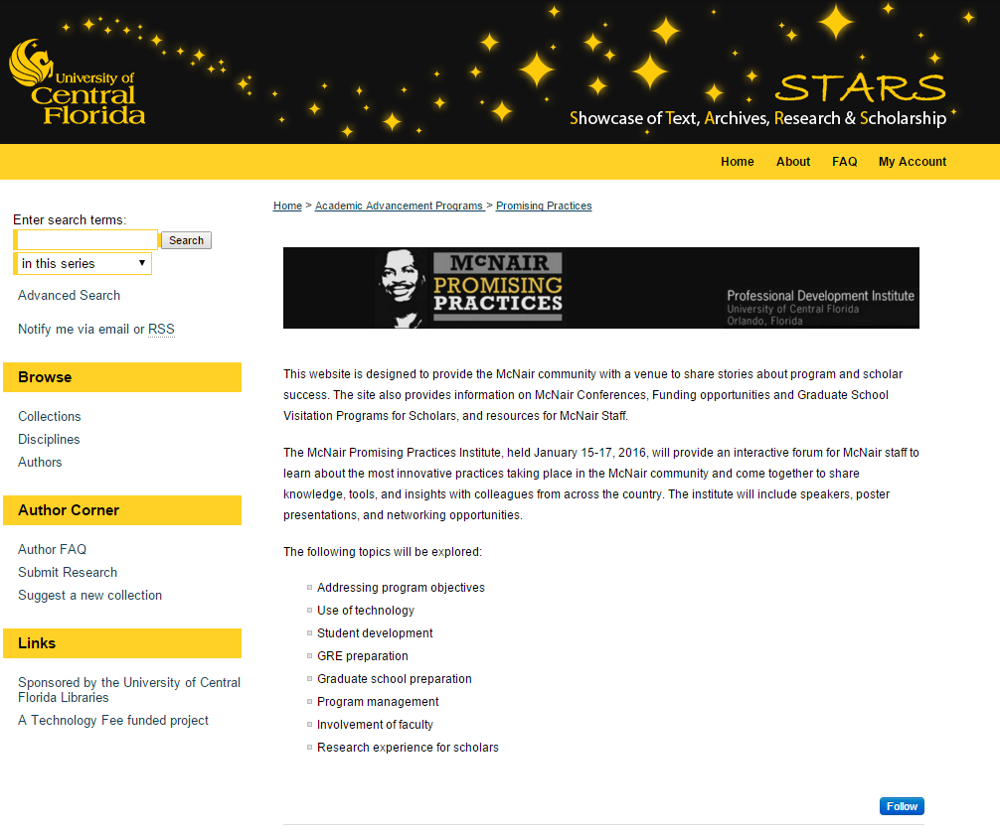 University of
Central
Florida
STARS
Showcase of Text, Archives, Research & Scholarship
Home About FAQ My Account
Enter search terms:
Search
in this series
Advanced Search
Notify me via email or RSS
Browse
Collections
Disciplines
Authors
Author Corner
Author FAQ
Submit Research
Suggest a new collection
Links
Sponsored by the University of Central
Florida Libraries
A Technology Fee funded project
Home > Academic Advancement Programs > Promising Practices
McNAIR
PROMISING
PRACTICES
Professional Development Institute
University of Central Florida
Orlando, Florida
This website is designed to provide the McNair community with a venue to share stories about program and scholar
success. The site also provides information on McNair Conferences, Funding opportunities and Graduate School
Visitation Programs for Scholars, and resources for McNair Staff.
The McNair Promising Practices Institute, held January 15-17, 2016, will provide an interactive forum for McNair staff to
learn about the most innovative practices taking place in the McNair community and come together to share
knowledge, tools, and insights with colleagues from across the country. The institute will include speakers, poster
presentations, and networking opportunities.
The following topics will be explored:
Addressing program objectives
Use of technology
Student development
GRE preparation
Graduate school preparation
Program management
Involvement of faculty
Research experience for scholars
Follow